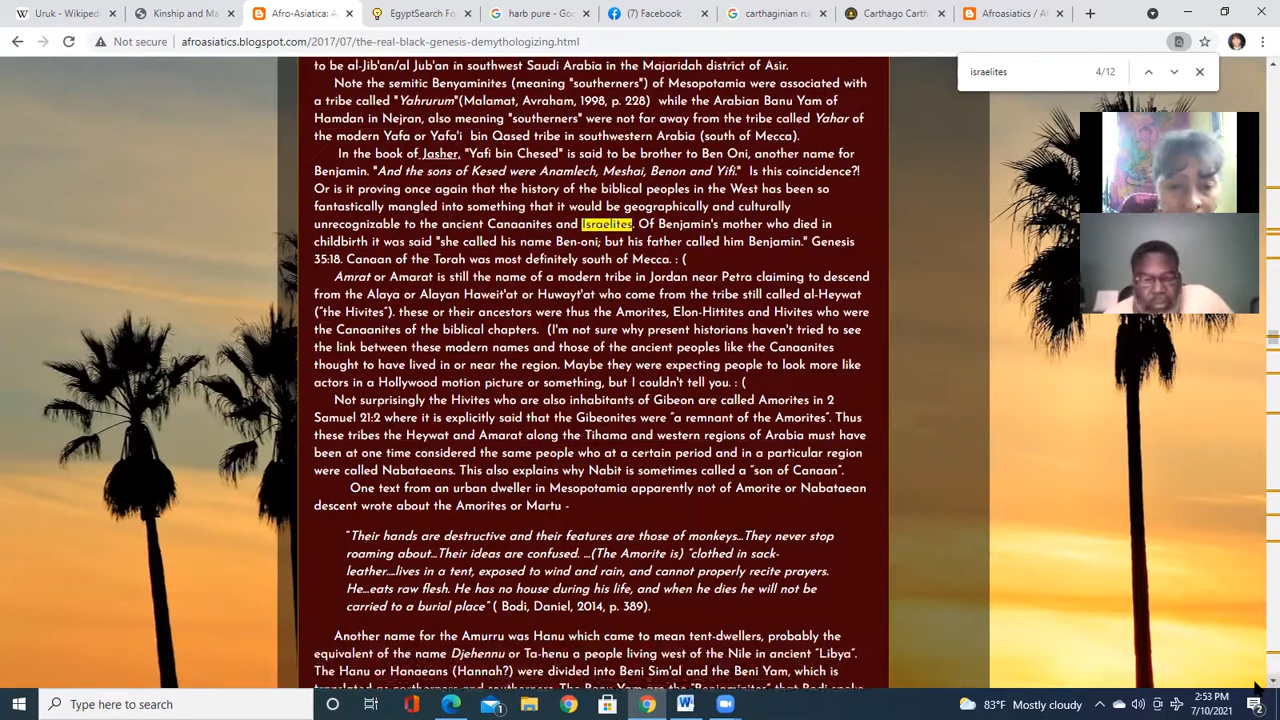 Uruk - Wikipedi
Kinship and Ma
Afro-Asiatica: A
EgyptSearch Fo
harb pure - Goo
(7) Facebook
carthaginian rui
Carthago Carth
Afroasiatics / Af
Not secure | afroasiatics.blogspot.com/2017/07/the-real-black-genesis-demythologizing.html
israelites 4/12
to be al-Jib'an/al Jub'an in southwest Saudi Arabia in the Majaridah district of Asir.
Note the semitic Benyaminites (meaning "southerners") of Mesopotamia were associated with
a tribe called "Yahrurum"(Malamat, Avraham, 1998, p. 228) while the Arabian Banu Yam of
Hamdan in Nejran, also meaning "southerners" were not far away from the tribe called Yahar of
the modern Yafa or Yafa'i bin Qased tribe in southwestern Arabia (south of Mecca).
In the book of Jasher, "Yafi bin Chesed" is said to be brother to Ben Oni, another name for
Benjamin. "And the sons of Kesed were Anamlech, Meshai, Benon and Yifi." Is this coincidence?!
Or is it proving once again that the history of the biblical peoples in the West has been so
fantastically mangled into something that it would be geographically and culturally
unrecognizable to the ancient Canaanites and Israelites. Of Benjamin's mother who died in
childbirth it was said "she called his name Ben-oni; but his father called him Benjamin." Genesis
35:18. Canaan of the Torah was most definitely south of Mecca. : (
Amrat or Amarat is still the name of a modern tribe in Jordan near Petra claiming to descend
from the Alaya or Alayan Haweit'at or Huwayt'at who come from the tribe still called al-Heywat
("the Hivites"). these or their ancestors were thus the Amorites, Elon-Hittites and Hivites who were
the Canaanites of the biblical chapters. (I'm not sure why present historians haven't tried to see
the link between these modern names and those of the ancient peoples like the Canaanites
thought to have lived in or near the region. Maybe they were expecting people to look more like
actors in a Hollywood motion picture or something, but I couldn't tell you. : (
Not surprisingly the Hivites who are also inhabitants of Gibeon are called Amorites in 2
Samuel 21:2 where it is explicitly said that the Gibeonites were "a remnant of the Amorites". Thus
these tribes the Heywat and Amarat along the Tihama and western regions of Arabia must have
been at one time considered the same people who at a certain period and in a particular region
were called Nabataeans. This also explains why Nabit is sometimes called a "son of Canaan".
One text from an urban dweller in Mesopotamia apparently not of Amorite or Nabataean
descent wrote about the Amorites or Martu -
"Their hands are destructive and their features are those of monkeys...They never stop
roaming about...Their ideas are confused. ...(The Amorite is) "clothed in sack-
leather....lives in a tent, exposed to wind and rain, and cannot properly recite prayers.
He...eats raw flesh. He has no house during his life, and when he dies he will not be
carried to a burial place" ( Bodi, Daniel, 2014, p. 389).
Another name for the Amurru was Hanu which came to mean tent-dwellers, probably the
equivalent of the name Djehennu or Ta-henu a people living west of the Nile in ancient "Libya".
The Hanu or Hanaeans (Hannah?) were divided into Beni Sim'al and the Beni Yam, which is
Type here to search
83°F Mostly cloudy
2:53 PM
7/10/2021